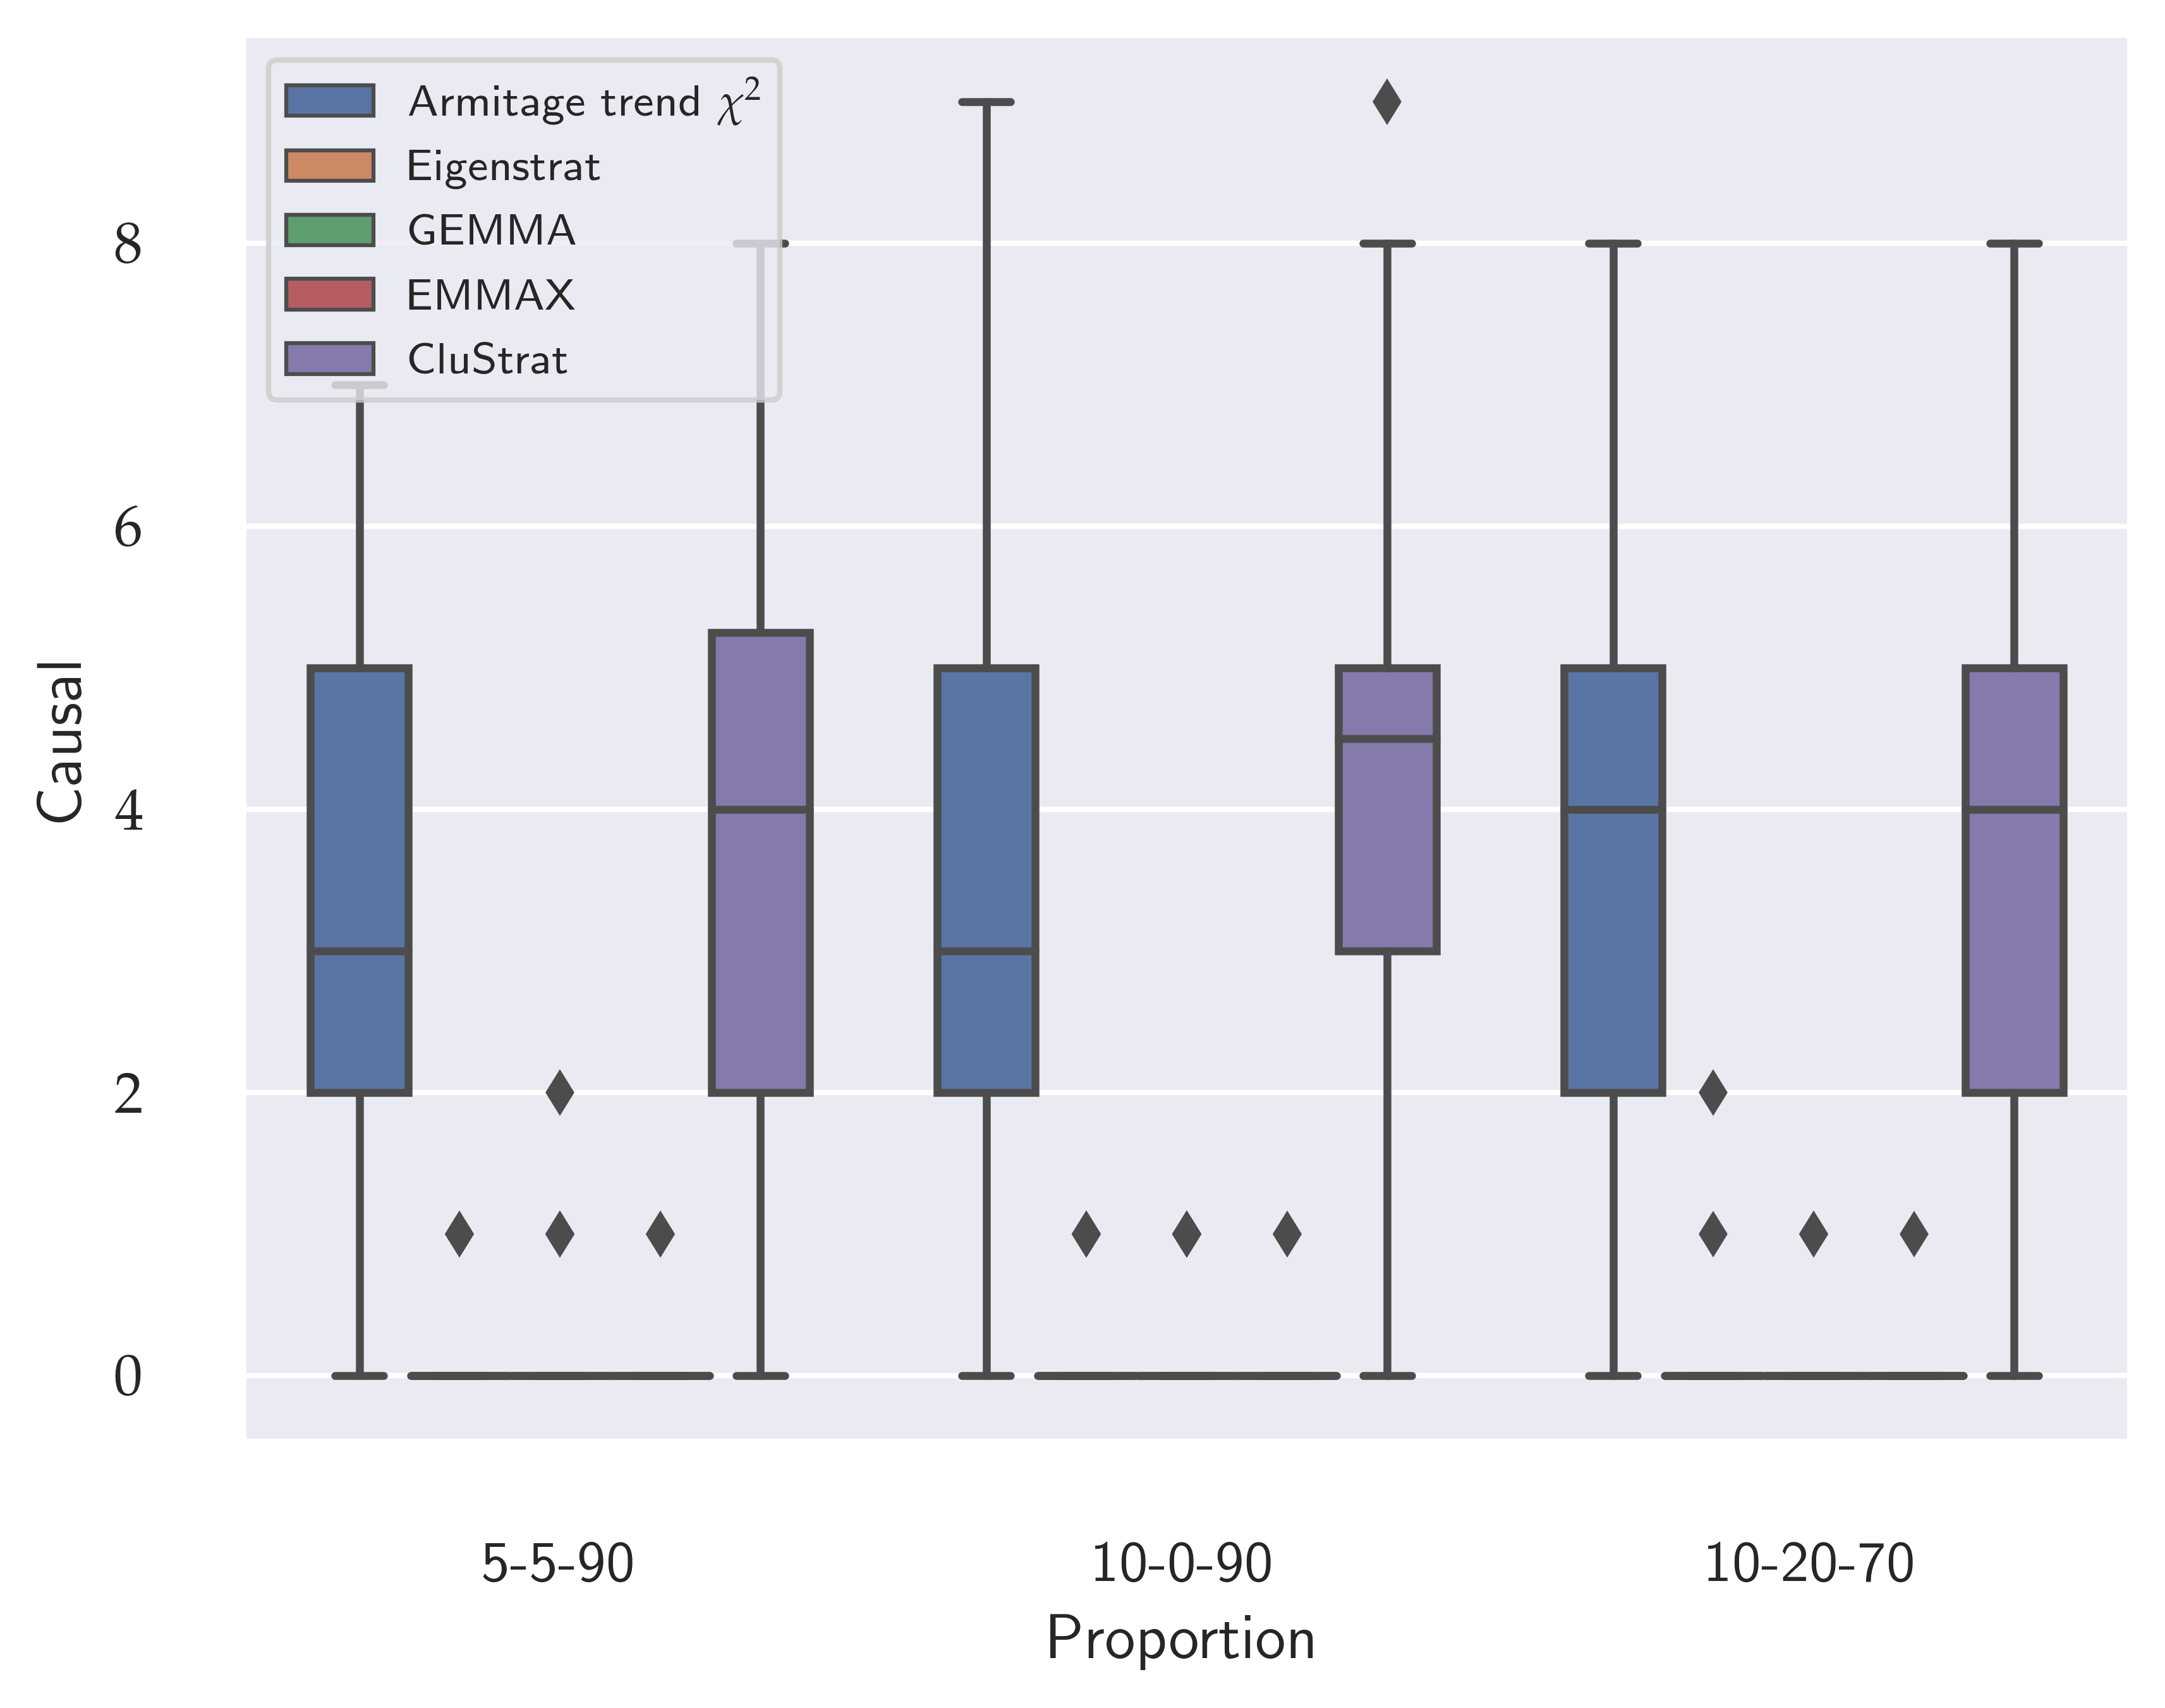 Armitage trend χ²
Eigenstrat
GEMMA
EMMAX
CluStrat
8
6
4
2
0
Causal
5-5-90 10-0-90 10-20-70
Proportion